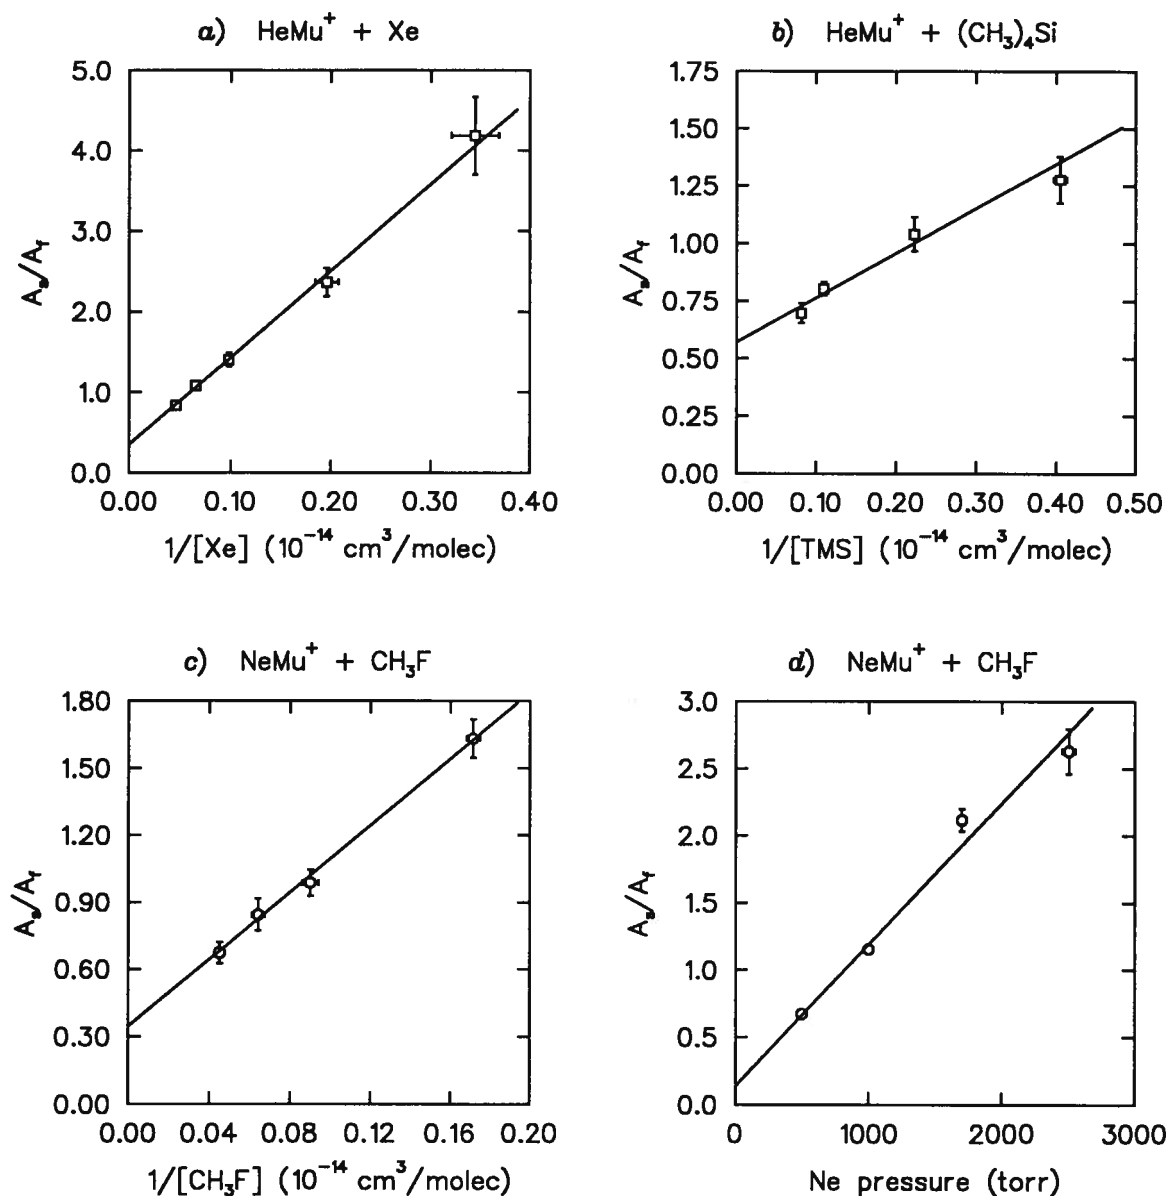 a) HeMu⁺ + Xe
5.0
4.0
3.0
2.0
1.0
0.0
Aₐ/A_f
0.00 0.10 0.20 0.30 0.40
1/[Xe] (10⁻¹⁴ cm³/molec)
b) HeMu⁺ + (CH₃)₄Si
1.75
1.50
1.25
1.00
0.75
0.50
0.25
0.00
Aₐ/A_f
0.00 0.10 0.20 0.30 0.40 0.50
1/[TMS] (10⁻¹⁴ cm³/molec)
c) NeMu⁺ + CH₃F
1.80
1.50
1.20
0.90
0.60
0.30
0.00
Aₐ/A_f
0.00 0.04 0.08 0.12 0.16 0.20
1/[CH₃F] (10⁻¹⁴ cm³/molec)
d) NeMu⁺ + CH₃F
3.0
2.5
2.0
1.5
1.0
0.5
0.0
Aₐ/A_f
0 1000 2000 3000
Ne pressure (torr)